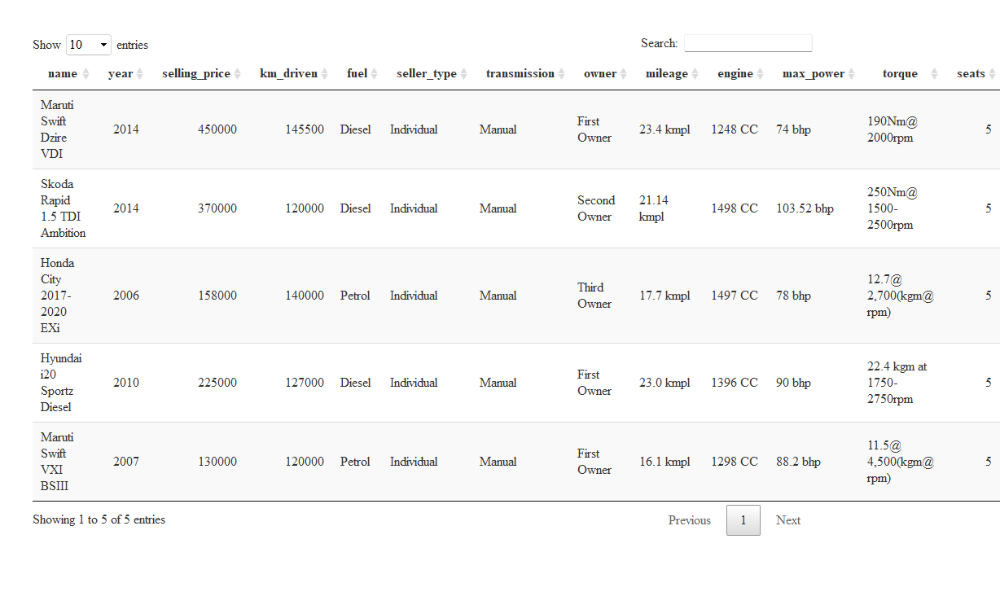 Show 10 entries Search:
name year selling_price km_driven fuel seller_type transmission owner mileage engine max_power torque seats
Maruti Swift Dzire VDI 2014 450000 145500 Diesel Individual Manual First Owner 23.4 kmpl 1248 CC 74 bhp 190Nm@ 2000rpm 5
Skoda Rapid 1.5 TDI Ambition 2014 370000 120000 Diesel Individual Manual Second Owner 21.14 kmpl 1498 CC 103.52 bhp 250Nm@ 1500-2500rpm 5
Honda City 2017-2020 EXi 2006 158000 140000 Petrol Individual Manual Third Owner 17.7 kmpl 1497 CC 78 bhp 12.7@ 2,700(kgm@ rpm) 5
Hyundai i20 Sportz Diesel 2010 225000 127000 Diesel Individual Manual First Owner 23.0 kmpl 1396 CC 90 bhp 22.4 kgm at 1750-2750rpm 5
Maruti Swift VXI BSIII 2007 130000 120000 Petrol Individual Manual First Owner 16.1 kmpl 1298 CC 88.2 bhp 11.5@ 4,500(kgm@ rpm) 5
Showing 1 to 5 of 5 entries Previous 1 Next